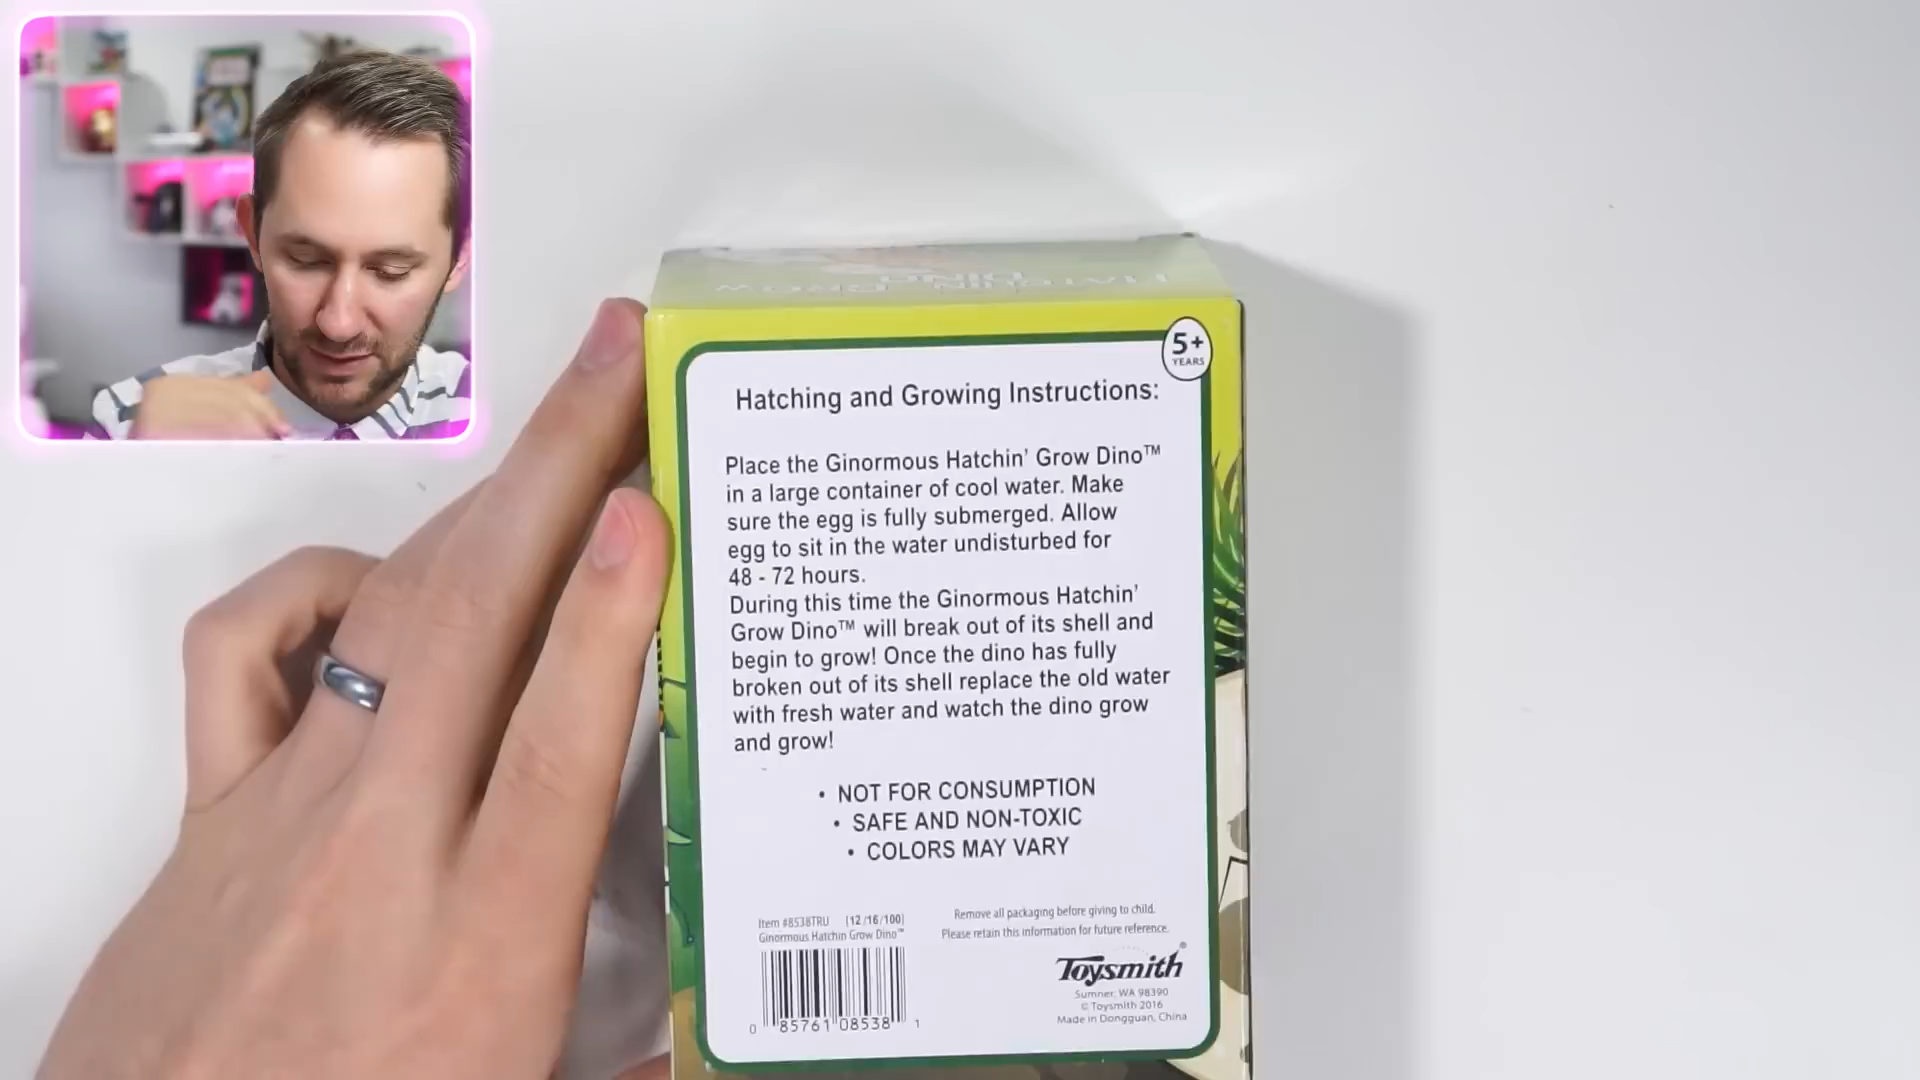 HATCHIN' GROW
DINO
5+
YEARS
Hatching and Growing Instructions:
Place the Ginormous Hatchin' Grow Dino™
in a large container of cool water. Make
sure the egg is fully submerged. Allow
egg to sit in the water undisturbed for
48 - 72 hours.
During this time the Ginormous Hatchin'
Grow Dino™ will break out of its shell and
begin to grow! Once the dino has fully
broken out of its shell replace the old water
with fresh water and watch the dino grow
and grow!
• NOT FOR CONSUMPTION
• SAFE AND NON-TOXIC
• COLORS MAY VARY
Item #8538TRU [12/16/100]
Ginormous Hatchin Grow Dino™
0 85761 08538 1
Remove all packaging before giving to child.
Please retain this information for future reference.
Toysmith®
Sumner, WA 98390
© Toysmith 2016
Made in Dongguan, China